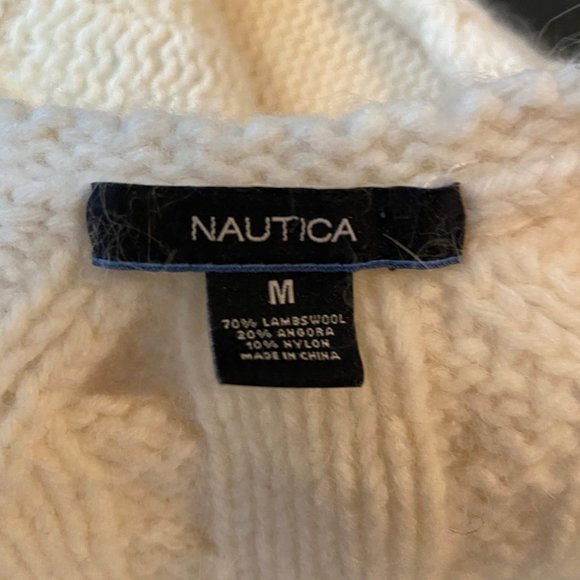 NAUTICA
M
70% LAMBSWOOL
20% ANGORA
10% NYLON
MADE IN CHINA